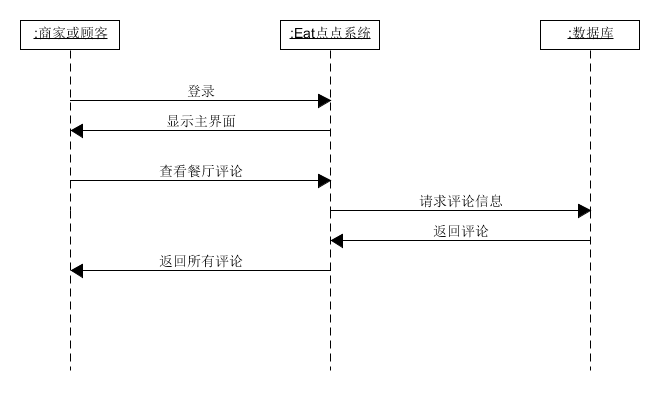 :商家或顾客
:Eat点点系统
:数据库
登录
显示主界面
查看餐厅评论
请求评论信息
返回评论
返回所有评论